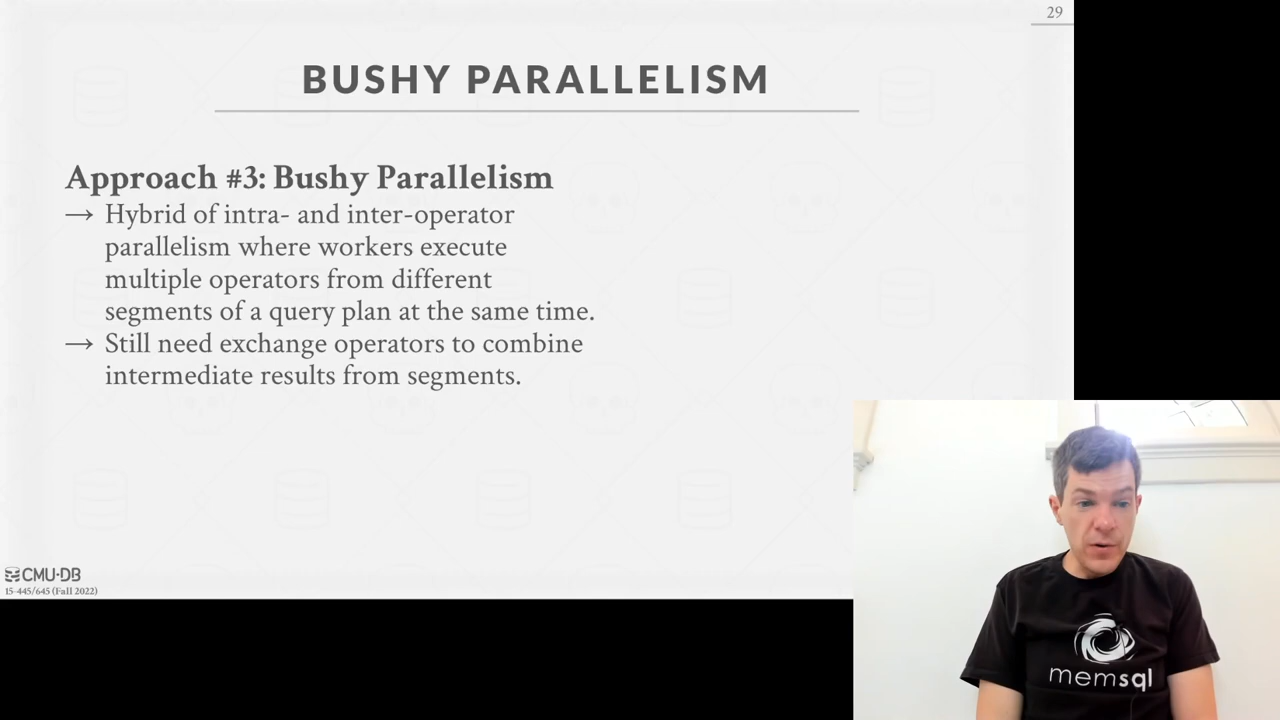 29
BUSHY PARALLELISM
Approach #3: Bushy Parallelism
→ Hybrid of intra- and inter-operator
parallelism where workers execute
multiple operators from different
segments of a query plan at the same time.
→ Still need exchange operators to combine
intermediate results from segments.
CMU·DB
15-445/645 (Fall 2022)
memsql